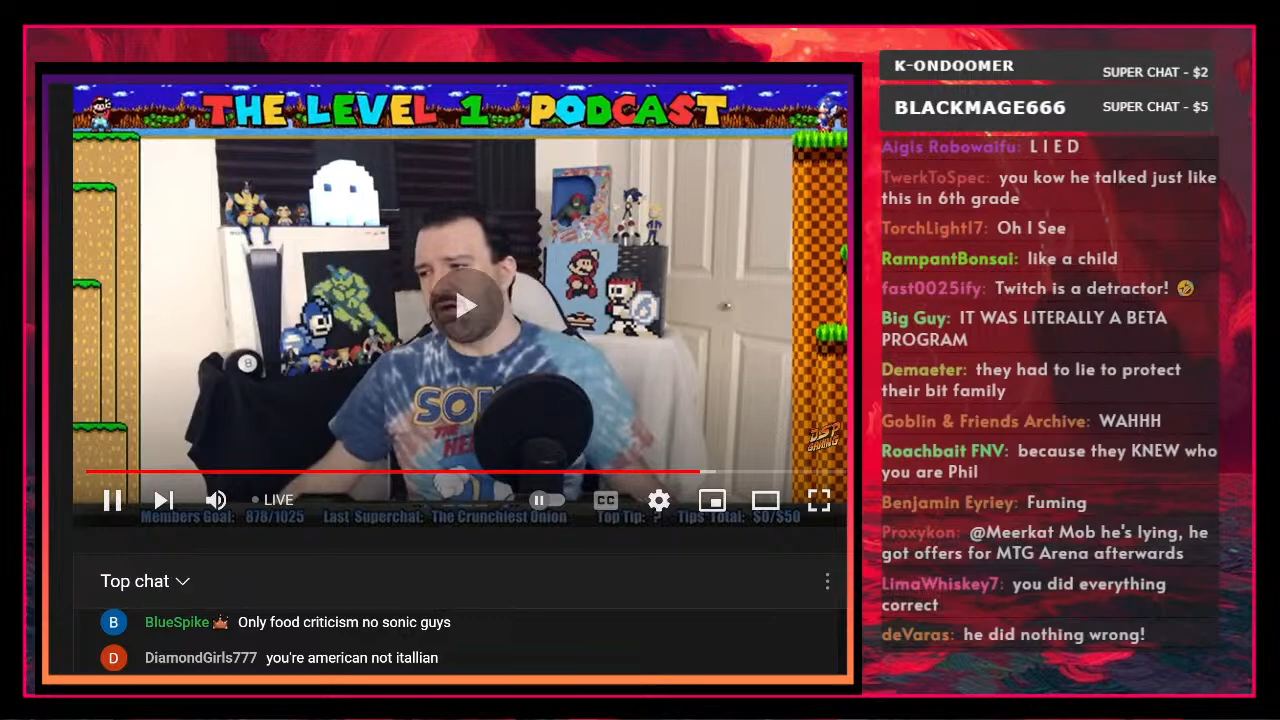 THE LEVEL 1 PODCAST
8
SONIC
THE
DSP
GAMING
LIVE
CC
Members Goal: 878/1025 Last Superchat: The Crunchiest Onion Top Tip: ? Tips Total: $0/$50
Top chat
B BlueSpike Only food criticism no sonic guys
D DiamondGirls777 you're american not itallian
K-ONDOOMER SUPER CHAT - $2
BLACKMAGE666 SUPER CHAT - $5
Aigis Robowaifu: L I E D
TwerkToSpec: you kow he talked just like
this in 6th grade
TorchLight17: Oh I See
RampantBonsai: like a child
fast0025ify: Twitch is a detractor! 🤣
Big Guy: IT WAS LITERALLY A BETA
PROGRAM
Demaeter: they had to lie to protect
their bit family
Goblin & Friends Archive: WAHHH
Roachbait FNV: because they KNEW who
you are Phil
Benjamin Eyriey: Fuming
Proxykon: @Meerkat Mob he's lying, he
got offers for MTG Arena afterwards
LimaWhiskey7: you did everything
correct
deVaras: he did nothing wrong!